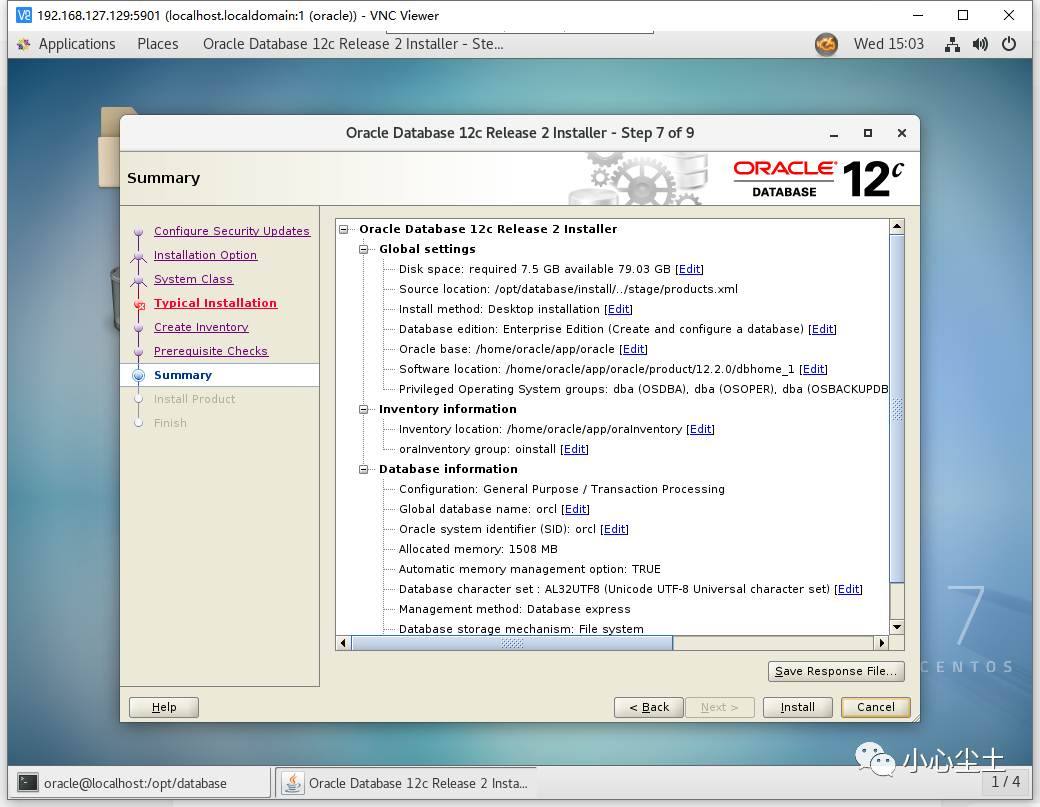 192.168.127.129:5901 (localhost.localdomain:1 (oracle)) - VNC Viewer
Applications Places Oracle Database 12c Release 2 Installer - Ste... Wed 15:03
Oracle Database 12c Release 2 Installer - Step 7 of 9
Summary
ORACLE
DATABASE 12c
Configure Security Updates
Installation Option
System Class
Typical Installation
Create Inventory
Prerequisite Checks
Summary
Install Product
Finish
Oracle Database 12c Release 2 Installer
Global settings
Disk space: required 7.5 GB available 79.03 GB [Edit]
Source location: /opt/database/install/../stage/products.xml
Install method: Desktop installation [Edit]
Database edition: Enterprise Edition (Create and configure a database) [Edit]
Oracle base: /home/oracle/app/oracle [Edit]
Software location: /home/oracle/app/oracle/product/12.2.0/dbhome_1 [Edit]
Privileged Operating System groups: dba (OSDBA), dba (OSOPER), dba (OSBACKUPDB
Inventory information
Inventory location: /home/oracle/app/oraInventory [Edit]
oraInventory group: oinstall [Edit]
Database information
Configuration: General Purpose / Transaction Processing
Global database name: orcl [Edit]
Oracle system identifier (SID): orcl [Edit]
Allocated memory: 1508 MB
Automatic memory management option: TRUE
Database character set : AL32UTF8 (Unicode UTF-8 Universal character set) [Edit]
Management method: Database express
Database storage mechanism: File system
Save Response File...
Help
< Back Next > Install Cancel
7
CENTOS
小心尘土
oracle@localhost:/opt/database
Oracle Database 12c Release 2 Insta...
1 / 4